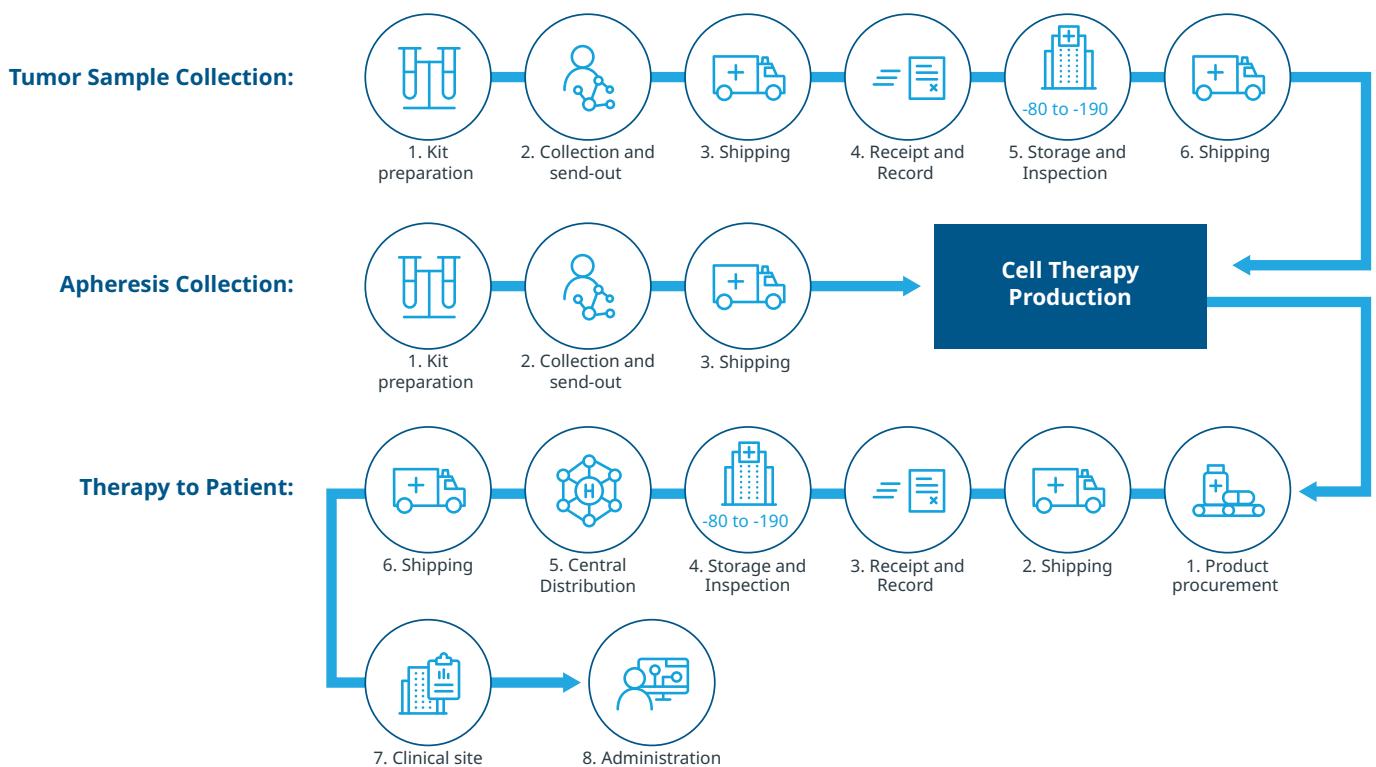 Tumor Sample Collection:
1. Kit
preparation
2. Collection and
send-out
3. Shipping
4. Receipt and
Record
-80 to -190
5. Storage and
Inspection
6. Shipping
Apheresis Collection:
1. Kit
preparation
2. Collection and
send-out
3. Shipping
Cell Therapy
Production
Therapy to Patient:
6. Shipping
H
5. Central
Distribution
-80 to -190
4. Storage and
Inspection
3. Receipt and
Record
2. Shipping
1. Product
procurement
7. Clinical site
8. Administration